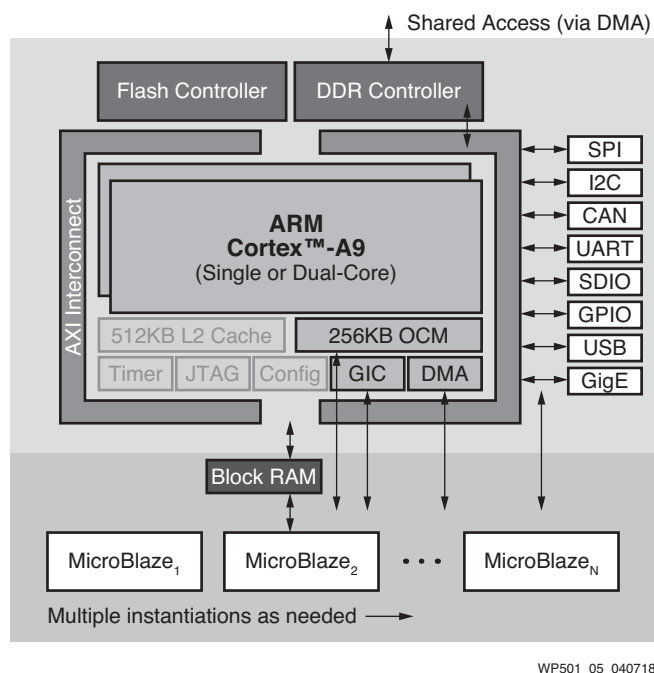 Shared Access (via DMA)
Flash Controller
DDR Controller
AXI Interconnect
ARM
Cortex™-A9
(Single or Dual-Core)
512KB L2 Cache
256KB OCM
Timer
JTAG
Config
GIC
DMA
SPI
I2C
CAN
UART
SDIO
GPIO
USB
GigE
Block RAM
MicroBlaze₁
MicroBlaze₂
• • •
MicroBlazeN
Multiple instantiations as needed
WP501_05_040718